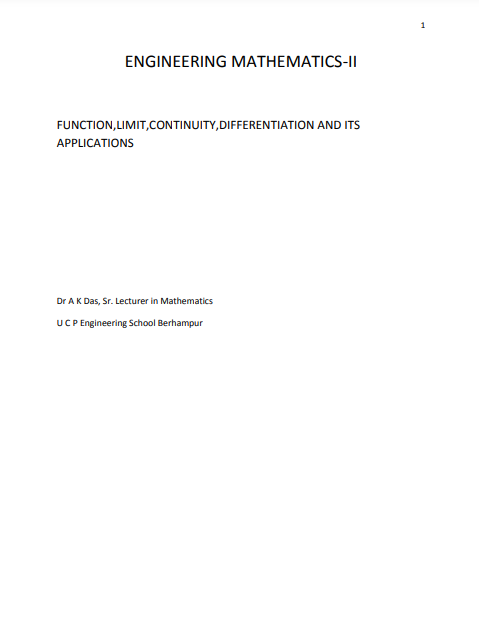 1
ENGINEERING MATHEMATICS-II
FUNCTION,LIMIT,CONTINUITY,DIFFERENTIATION AND ITS
APPLICATIONS
Dr A K Das, Sr. Lecturer in Mathematics
U C P Engineering School Berhampur